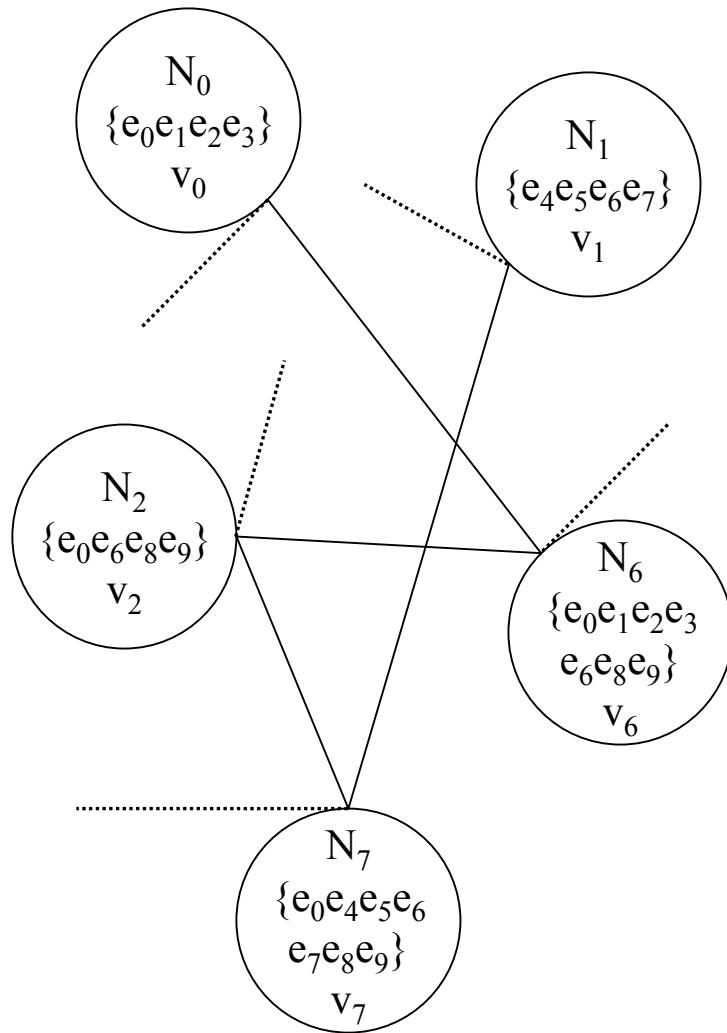 N₀
{e₀e₁e₂e₃}
v₀
N₁
{e₄e₅e₆e₇}
v₁
N₂
{e₀e₆e₈e₉}
v₂
N₆
{e₀e₁e₂e₃
e₆e₈e₉}
v₆
N₇
{e₀e₄e₅e₆
e₇e₈e₉}
v₇